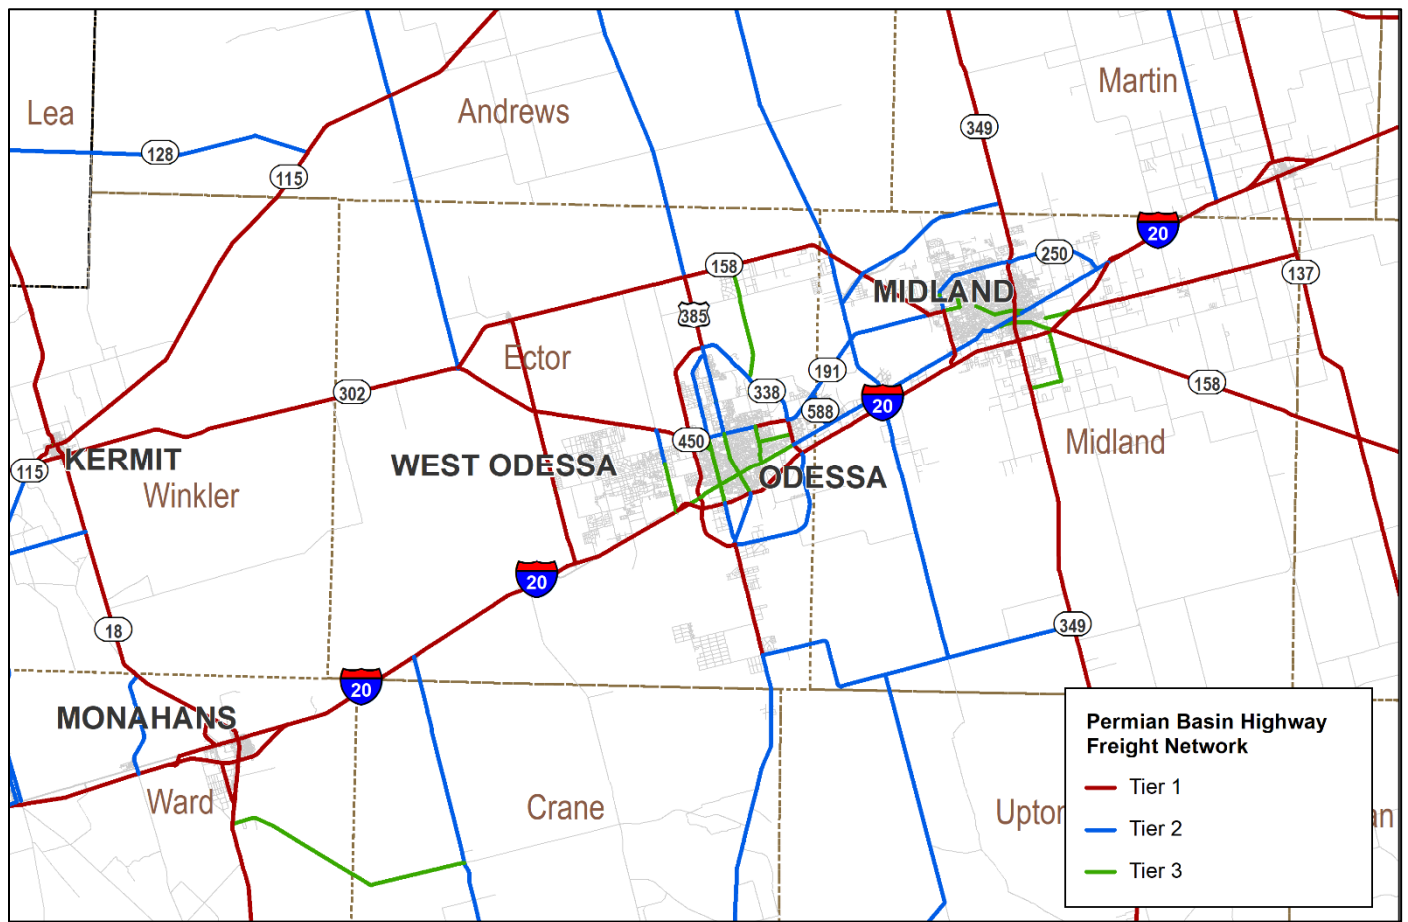 Martin
Lea
Andrews
349
128
115
20
250
158
137
MIDLAND
385
Ector
302
191
338
158
588
20
450
Midland
KERMIT
WEST ODESSA
115
ODESSA
Winkler
20
18
349
20
MONAHANS
Permian Basin Highway
Freight Network
Tier 1
Ward
Crane
Upton
an
Tier 2
Tier 3